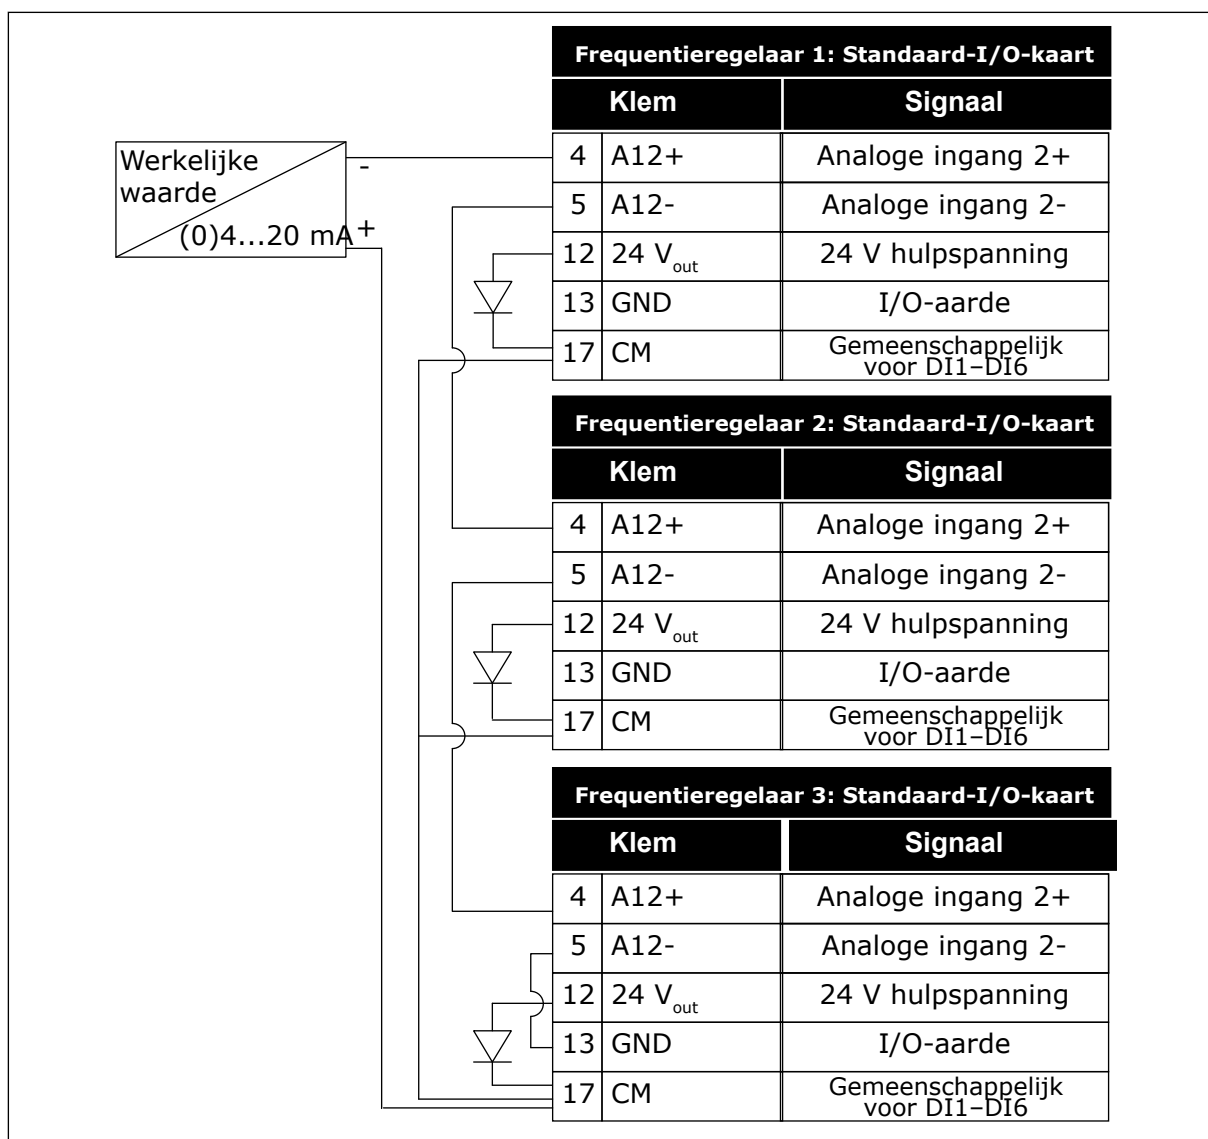 Frequentieregelaar 1: Standaard-I/O-kaart
Klem Signaal
Werkelijke
waarde
(0)4...20 mA
-
+
4 A12+ Analoge ingang 2+
5 A12- Analoge ingang 2-
12 24 Vout 24 V hulpspanning
13 GND I/O-aarde
17 CM Gemeenschappelijk
voor DI1–DI6
Frequentieregelaar 2: Standaard-I/O-kaart
Klem Signaal
4 A12+ Analoge ingang 2+
5 A12- Analoge ingang 2-
12 24 Vout 24 V hulpspanning
13 GND I/O-aarde
17 CM Gemeenschappelijk
voor DI1–DI6
Frequentieregelaar 3: Standaard-I/O-kaart
Klem Signaal
4 A12+ Analoge ingang 2+
5 A12- Analoge ingang 2-
12 24 Vout 24 V hulpspanning
13 GND I/O-aarde
17 CM Gemeenschappelijk
voor DI1–DI6